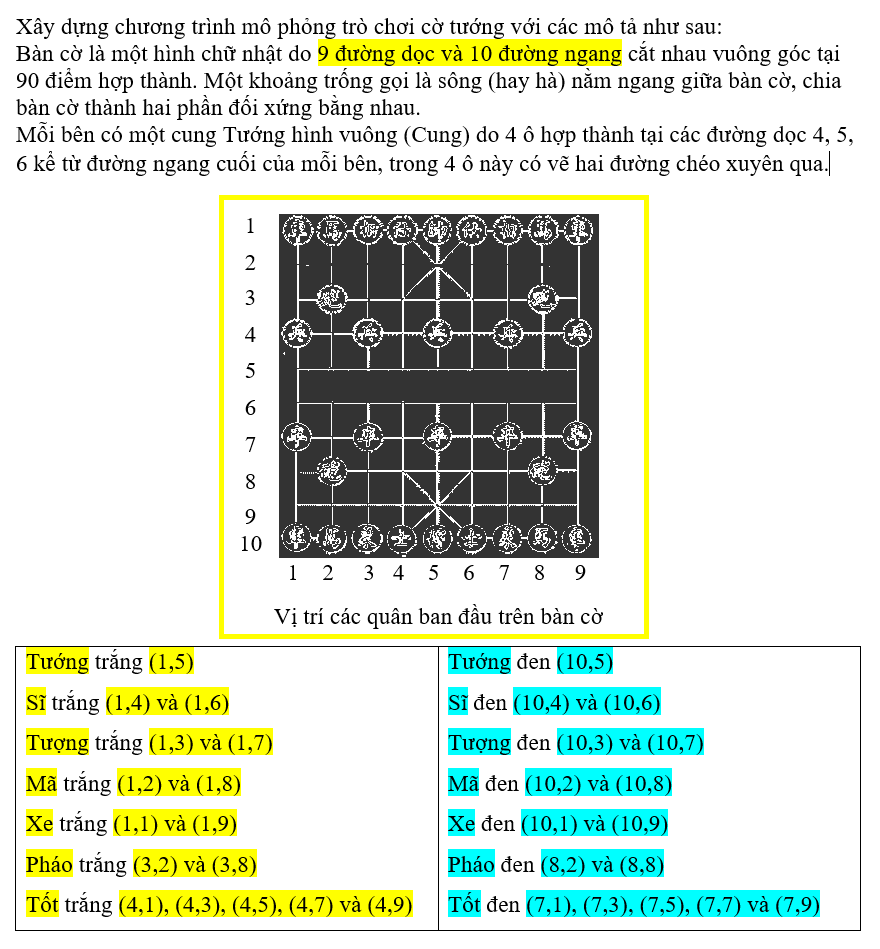 Xây dựng chương trình mô phỏng trò chơi cờ tướng với các mô tả như sau:
Bàn cờ là một hình chữ nhật do 9 đường dọc và 10 đường ngang cắt nhau vuông góc tại
90 điểm hợp thành. Một khoảng trống gọi là sông (hay hà) nằm ngang giữa bàn cờ, chia
bàn cờ thành hai phần đối xứng bằng nhau.
Mỗi bên có một cung Tướng hình vuông (Cung) do 4 ô hợp thành tại các đường dọc 4, 5,
6 kể từ đường ngang cuối của mỗi bên, trong 4 ô này có vẽ hai đường chéo xuyên qua.
1
2
3
4
5
6
7
8
9
10
1 2 3 4 5 6 7 8 9
Vị trí các quân ban đầu trên bàn cờ
Tướng trắng (1,5)
Sĩ trắng (1,4) và (1,6)
Tượng trắng (1,3) và (1,7)
Mã trắng (1,2) và (1,8)
Xe trắng (1,1) và (1,9)
Pháo trắng (3,2) và (3,8)
Tốt trắng (4,1), (4,3), (4,5), (4,7) và (4,9)
Tướng đen (10,5)
Sĩ đen (10,4) và (10,6)
Tượng đen (10,3) và (10,7)
Mã đen (10,2) và (10,8)
Xe đen (10,1) và (10,9)
Pháo đen (8,2) và (8,8)
Tốt đen (7,1), (7,3), (7,5), (7,7) và (7,9)